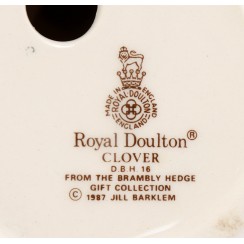 MADE IN ENGLAND
ROYAL DOULTON
ENGLAND
Royal Doulton®
CLOVER
D.B.H. 16
FROM THE BRAMBLY HEDGE
GIFT COLLECTION
© 1987 JILL BARKLEM